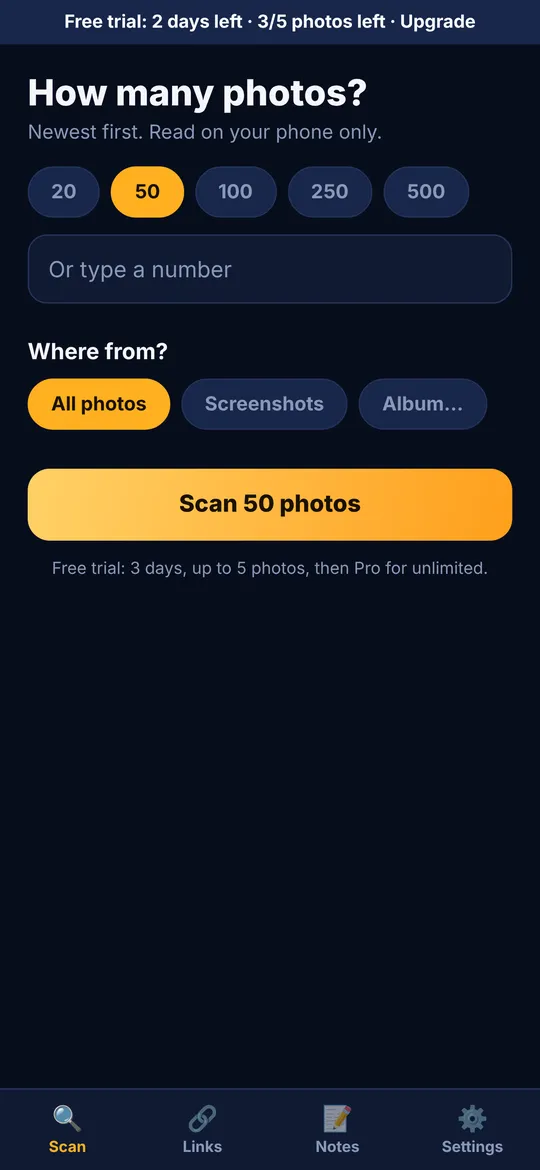 Free trial: 2 days left · 3/5 photos left · Upgrade
How many photos?
Newest first. Read on your phone only.
20 50 100 250 500
Or type a number
Where from?
All photos Screenshots Album...
Scan 50 photos
Free trial: 3 days, up to 5 photos, then Pro for unlimited.
Scan Links Notes Settings